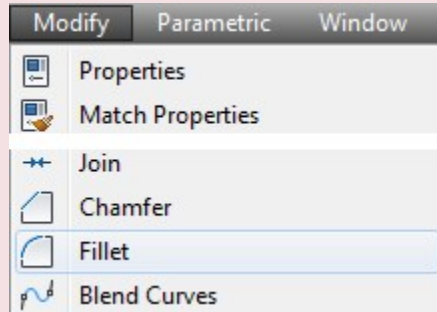 Modify Parametric Window
Properties
Match Properties
Join
Chamfer
Fillet
Blend Curves